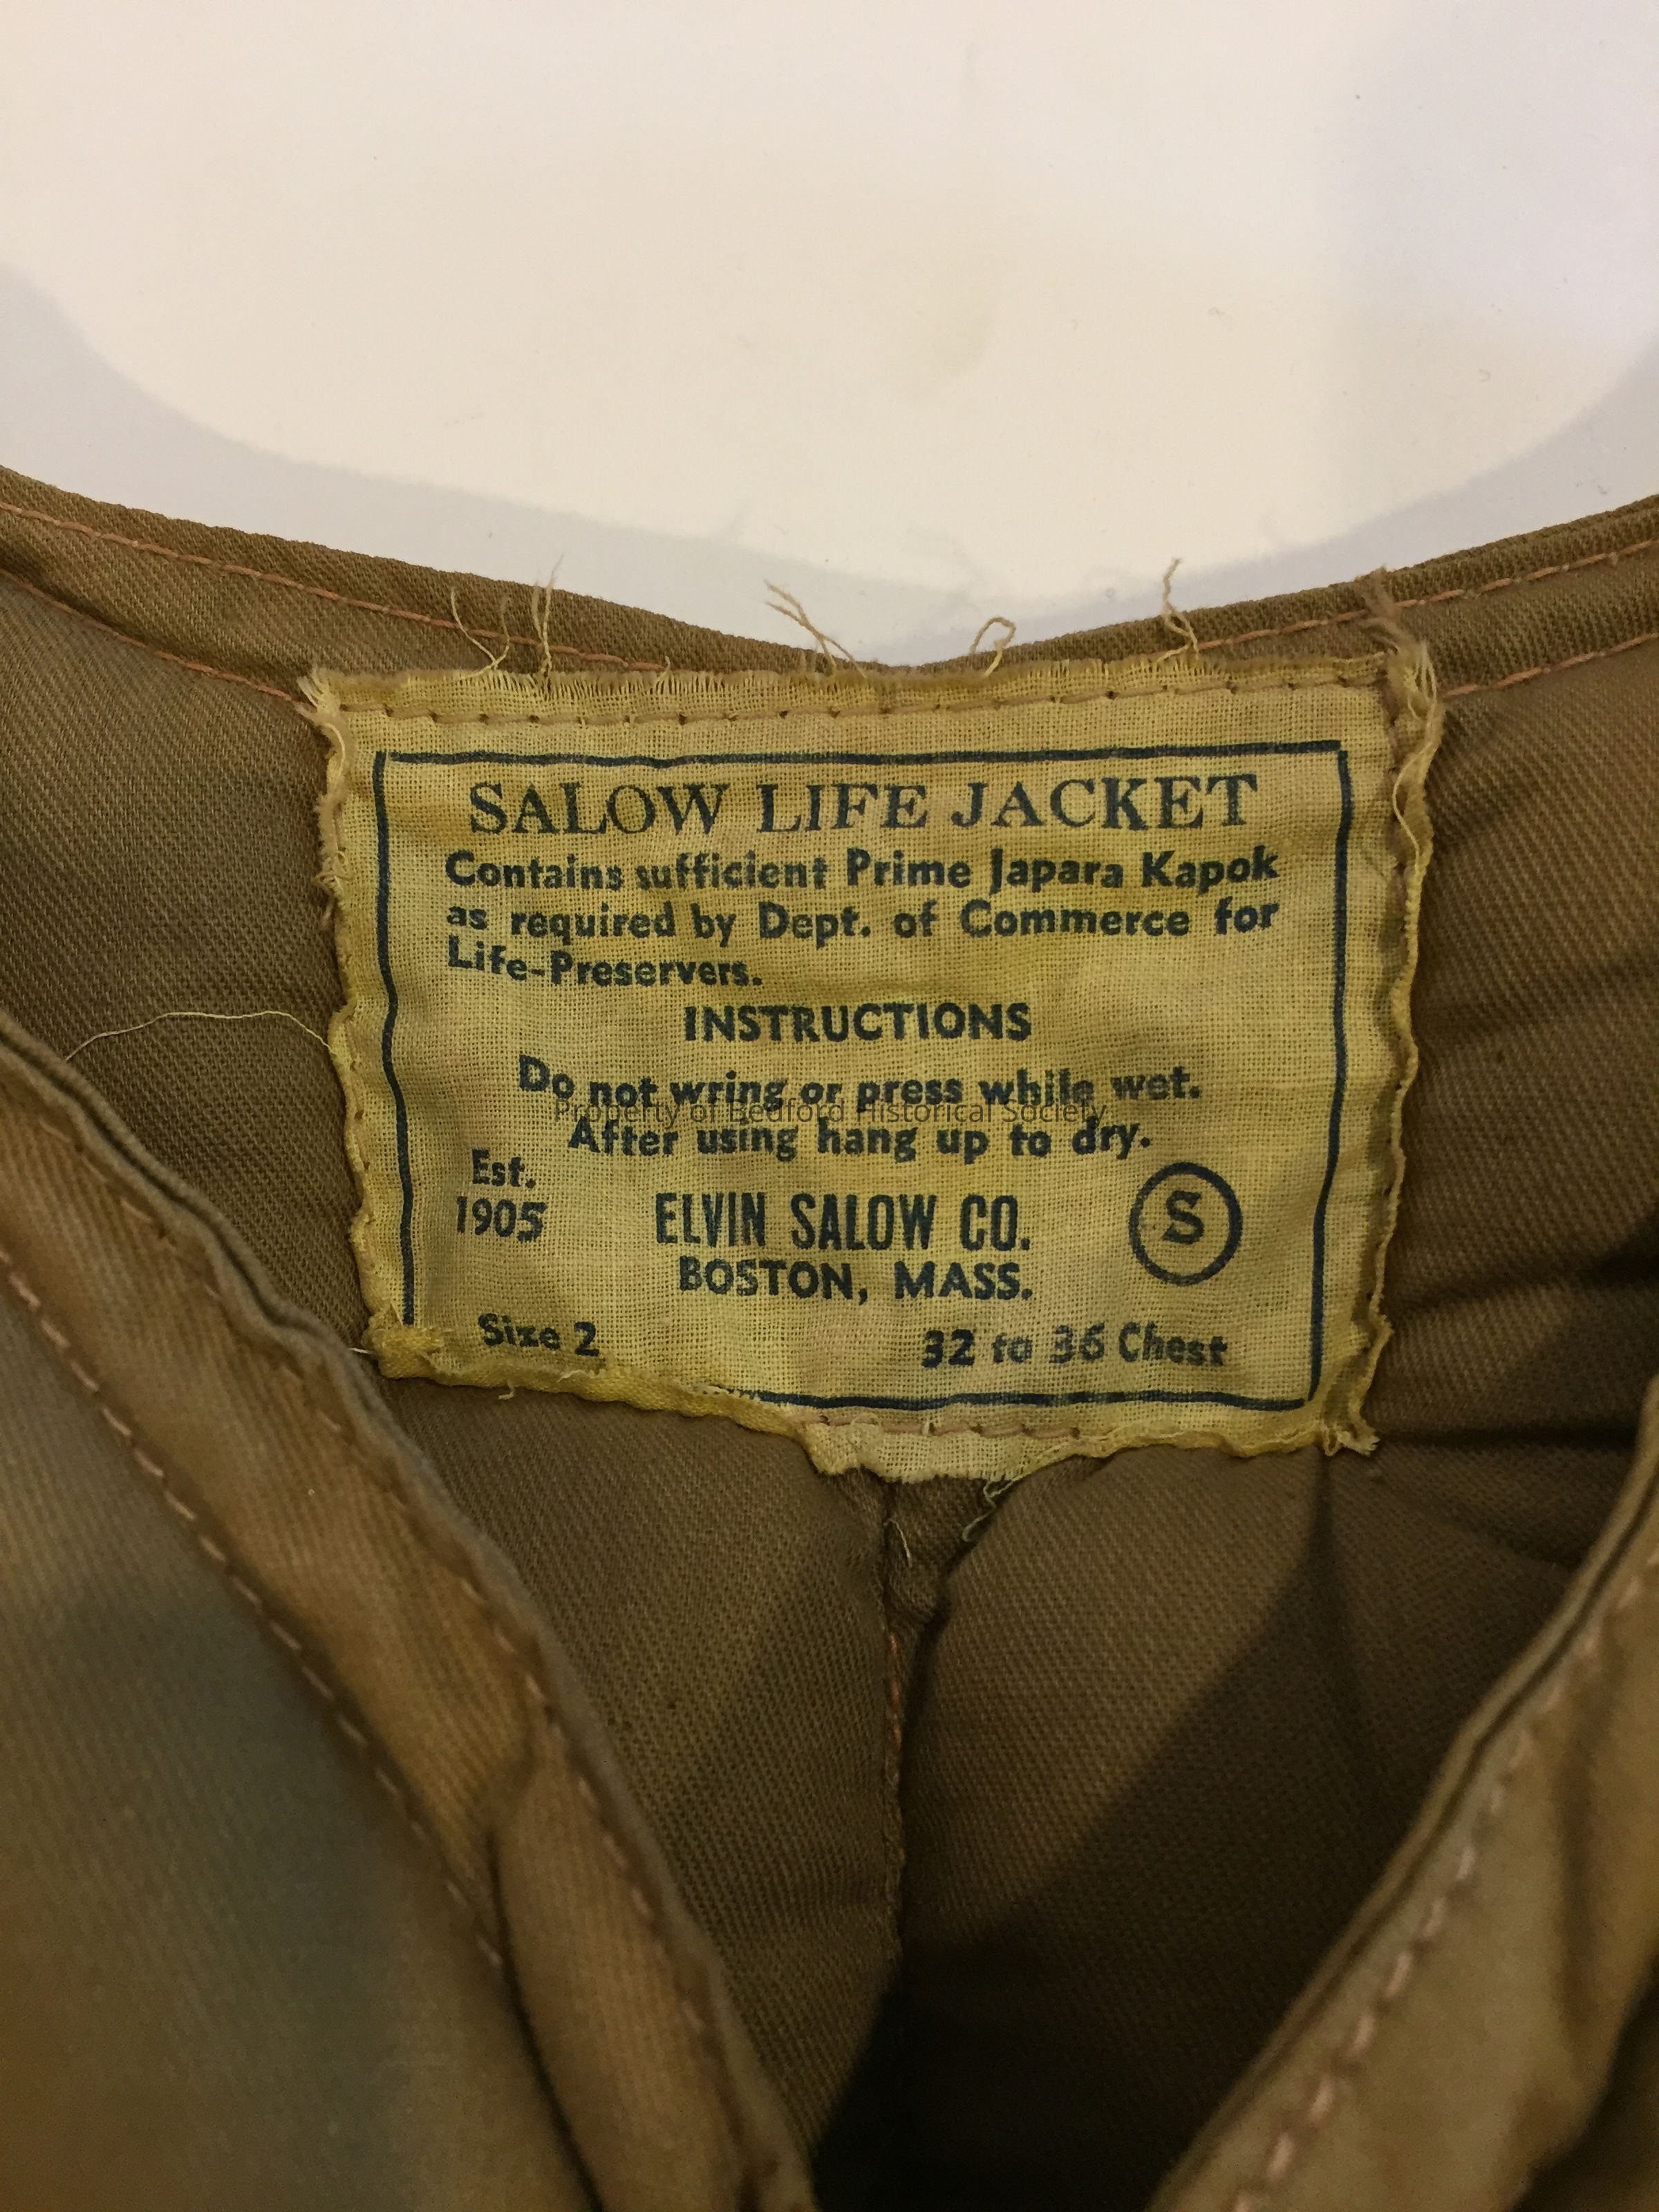 SALOW LIFE JACKET
Contains sufficient Prime Japara Kapok
as required by Dept. of Commerce for
Life-Preservers.
INSTRUCTIONS
Do not wring or press while wet.
Property of Bedford Historical Society
After using hang up to dry.
Est.
1905
ELVIN SALOW CO.
BOSTON, MASS.
S
Size 2
32 to 36 Chest